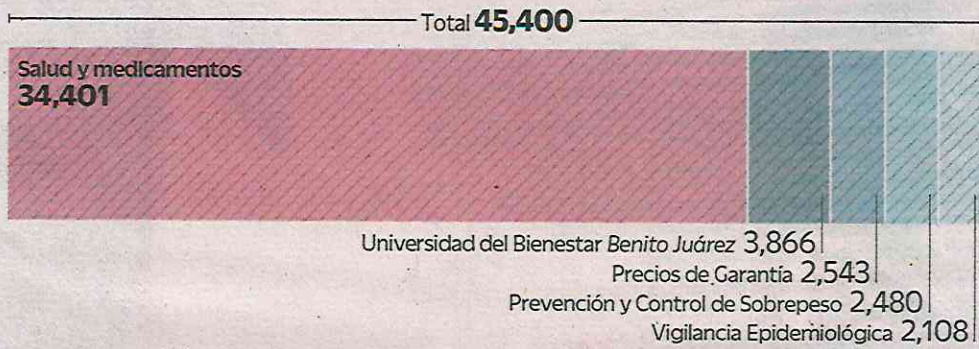 Total 45,400
Salud y medicamentos
34,401
Universidad del Bienestar Benito Juárez 3,866
Precios de Garantía 2,543
Prevención y Control de Sobrepeso 2,480
Vigilancia Epidemiológica 2,108